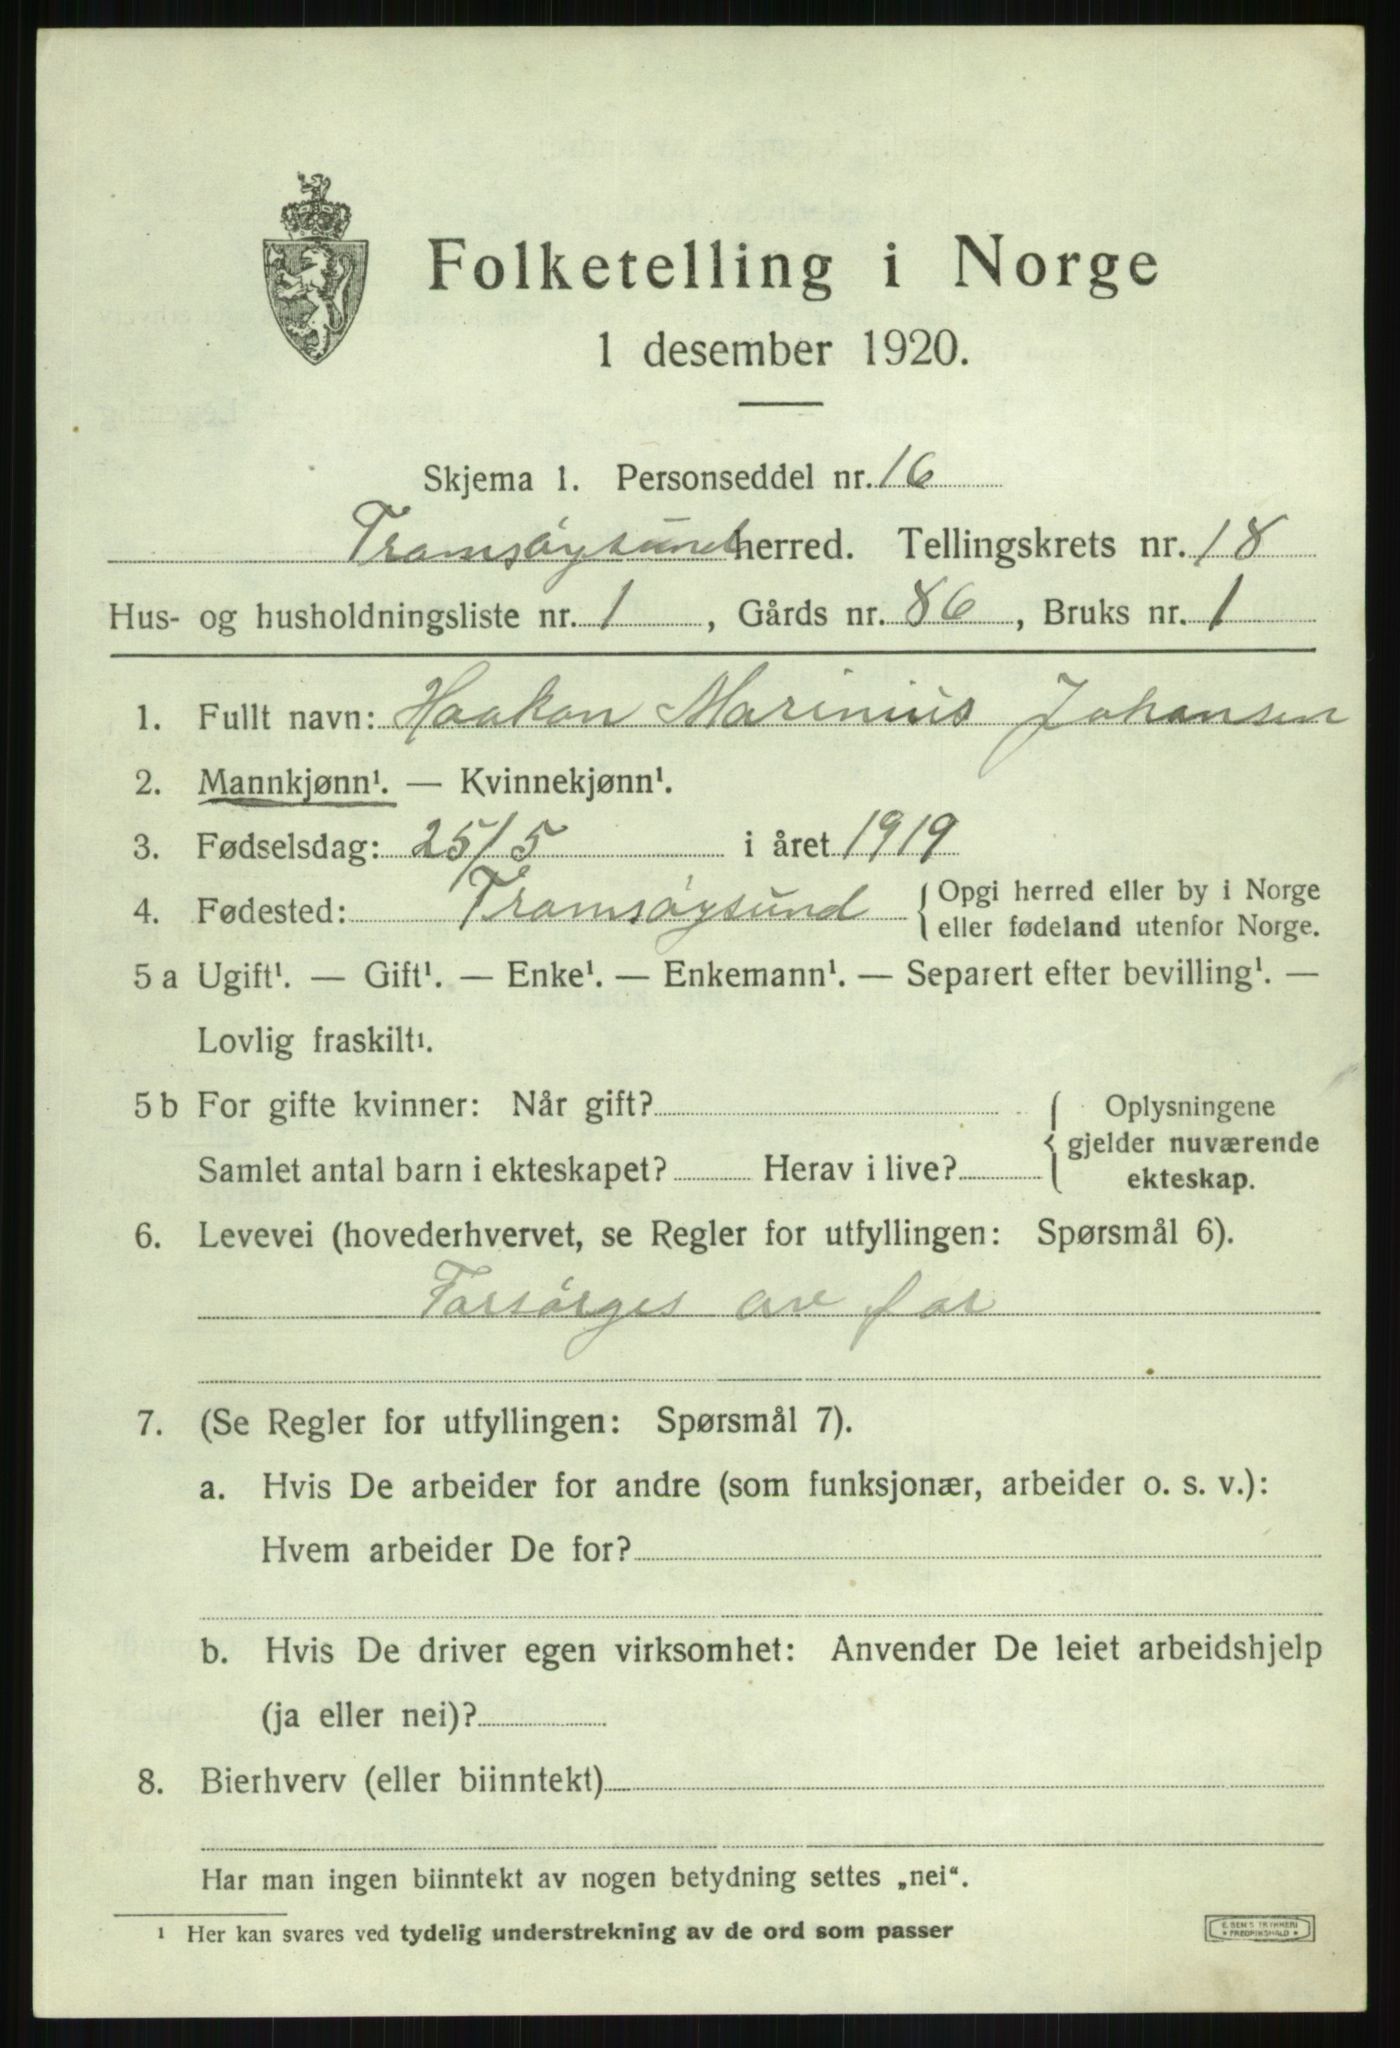 Folketelling i Norge
1 desember 1920.
Skjema 1. Personseddel nr. 16
Tromsøysund herred. Tellingskrets nr. 18
Hus- og husholdningsliste nr. 1, Gårds nr. 86, Bruks nr. 1
1. Fullt navn: Haakon Marinius Johansen
2. Mannkjønn¹. — Kvinnekjønn¹.
3. Fødselsdag: 25/5 i året 1919
4. Fødested: Tromsøysund { Opgi herred eller by i Norge
eller fødeland utenfor Norge.
5 a Ugift¹. — Gift¹. — Enke¹. — Enkemann¹. — Separert efter bevilling¹. —
Lovlig fraskilt¹.
5 b For gifte kvinner: Når gift? { Oplysningene
gjelder nuværende
Samlet antal barn i ekteskapet? Herav i live? ekteskap.
6. Levevei (hovederhvervet, se Regler for utfyllingen: Spørsmål 6).
Forsørges av far
7. (Se Regler for utfyllingen: Spørsmål 7).
a. Hvis De arbeider for andre (som funksjonær, arbeider o. s. v.):
Hvem arbeider De for?
b. Hvis De driver egen virksomhet: Anvender De leiet arbeidshjelp
(ja eller nei)?
8. Bierhverv (eller biinntekt)
Har man ingen biinntekt av nogen betydning settes „nei“.
¹ Her kan svares ved tydelig understrekning av de ord som passer
E. SEM'S TRYKKERI
* FREDRIKSHALD *